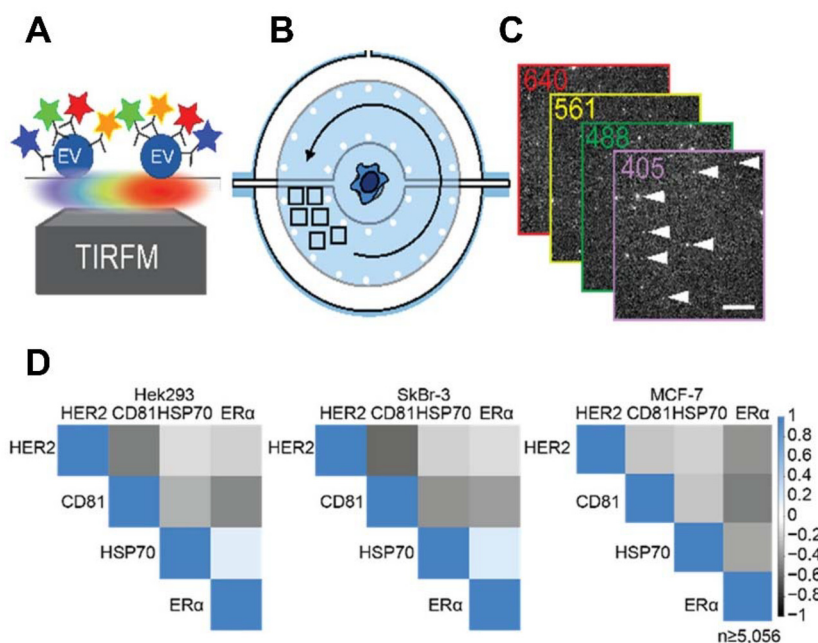 A
B
C
EV
EV
TIRFM
640
561
488
405
D
Hek293
HER2 CD81 HSP70 ERα
HER2
CD81
HSP70
ERα
SkBr-3
HER2 CD81 HSP70 ERα
HER2
CD81
HSP70
ERα
MCF-7
HER2 CD81 HSP70 ERα
HER2
CD81
HSP70
ERα
1
0.8
0.6
0.4
0.2
0
−0.2
−0.4
−0.6
−0.8
−1
n≥5,056